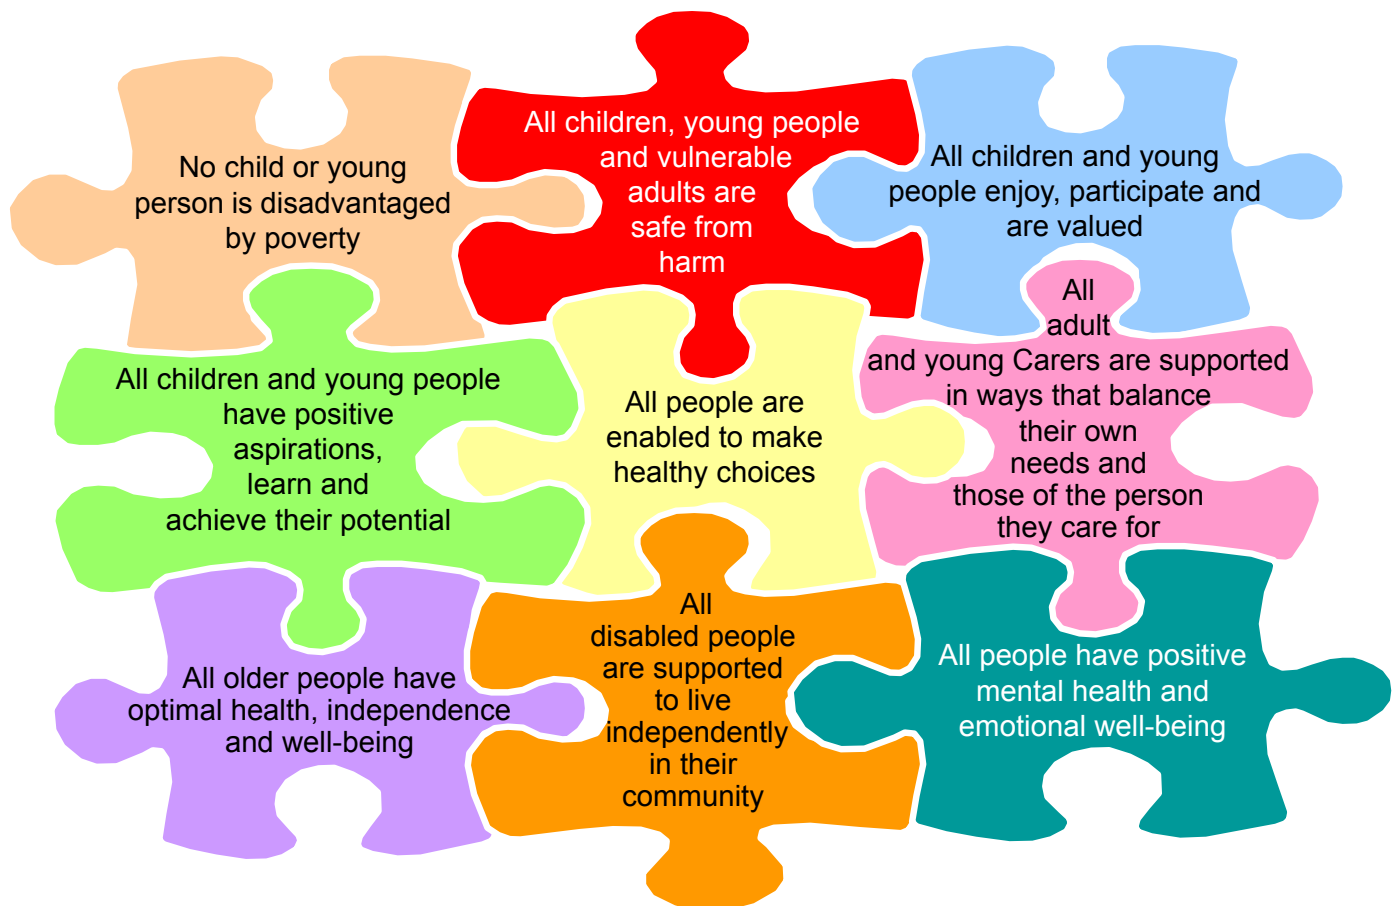 No child or young
person is disadvantaged
by poverty
All children, young people
and vulnerable
adults are
safe from
harm
All children and young
people enjoy, participate and
are valued
All children and young people
have positive
aspirations,
learn and
achieve their potential
All people are
enabled to make
healthy choices
All
adult
and young Carers are supported
in ways that balance
their own
needs and
those of the person
they care for
All older people have
optimal health, independence
and well-being
All
disabled people
are supported
to live
independently
in their
community
All people have positive
mental health and
emotional well-being